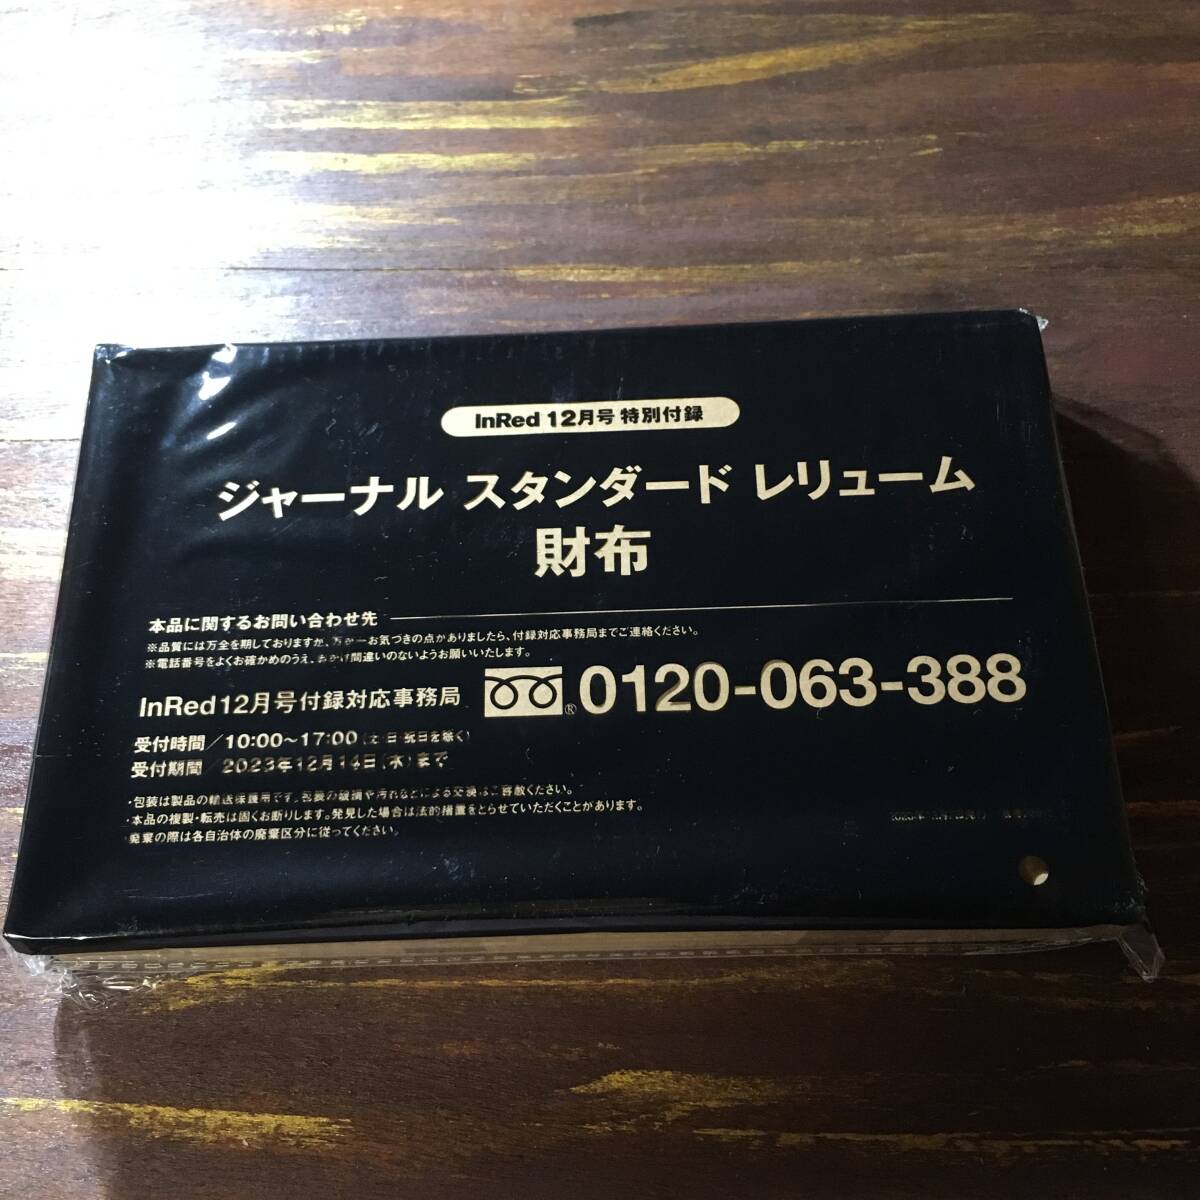 InRed 12月号 特別付録
ジャーナル スタンダード レリューム
財布
本品に関するお問い合わせ先
※品質には万全を期しておりますが、万が一お気づきの点がありましたら、付録対応事務局までご連絡ください。
※電話番号をよくお確かめのうえ、おかけ間違いのないようお願いいたします。
InRed12月号付録対応事務局 ® 0120-063-388
受付時間/10:00〜17:00(土・日・祝日を除く)
受付期間/2023年12月14日(水)まで
・包装は製品の輸送保護用です。包装の破損や汚れなどによる交換はご容赦ください。
・本品の複製・転売は固くお断りします。発見した場合は法的措置をとらせていただくことがあります。
・廃棄の際は各自治体の廃棄区分に従ってください。